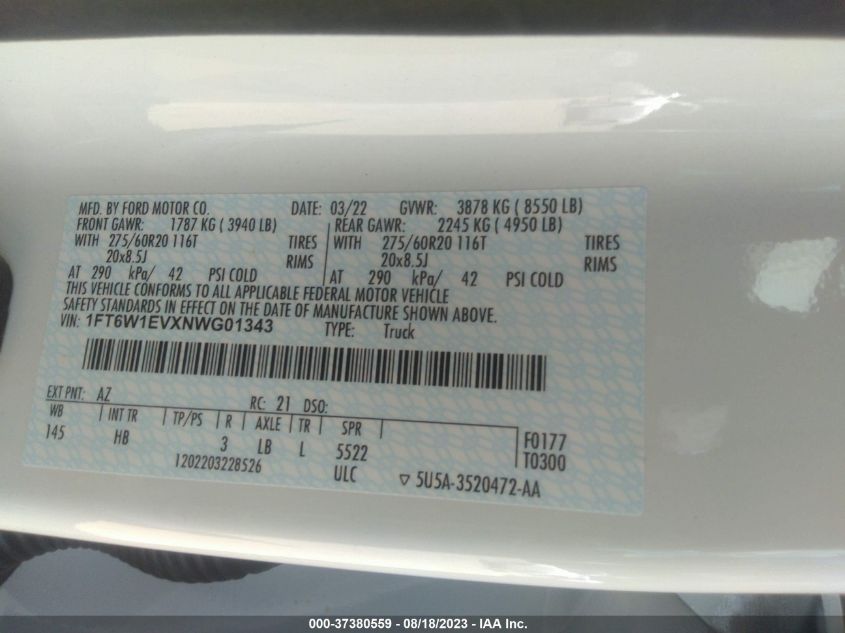 MFD. BY FORD MOTOR CO. DATE: 03/22 GVWR: 3878 KG ( 8550 LB)
FRONT GAWR: 1787 KG ( 3940 LB) REAR GAWR: 2245 KG ( 4950 LB)
WITH 275/60R20 116T TIRES WITH 275/60R20 116T TIRES
20x8.5J RIMS 20x8.5J RIMS
AT 290 kPa/ 42 PSI COLD AT 290 kPa/ 42 PSI COLD
THIS VEHICLE CONFORMS TO ALL APPLICABLE FEDERAL MOTOR VEHICLE
SAFETY STANDARDS IN EFFECT ON THE DATE OF MANUFACTURE SHOWN ABOVE.
VIN: 1FT6W1EVXNWG01343 TYPE: Truck
EXT PNT: AZ RC: 21 DSO:
WB INT TR TP/PS R AXLE TR SPR
145 HB 3 LB L 5522
F0177
T0300
1202203228526 ULC ▽ 5U5A-3520472-AA
000-37380559 - 08/18/2023 - IAA Inc.